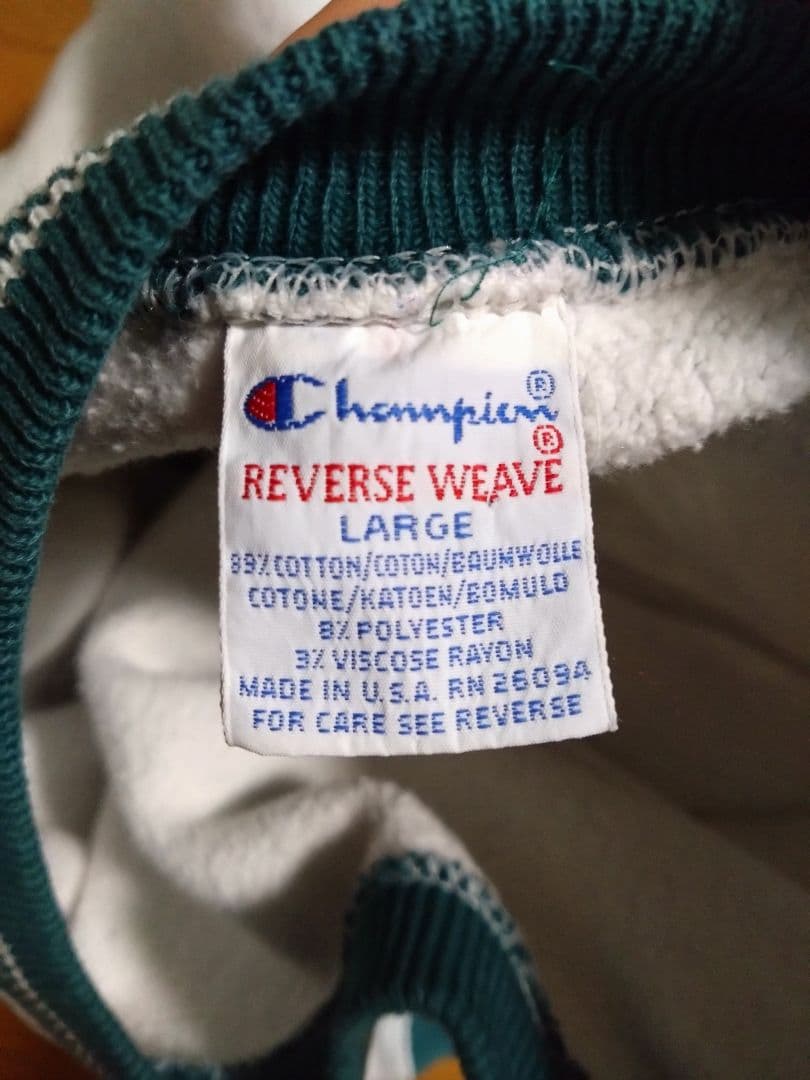 Champion®
REVERSE WEAVE®
LARGE
89% COTTON/COTON/BAUMWOLLE
COTONE/KATOEN/BOMULD
8% POLYESTER
3% VISCOSE RAYON
MADE IN U.S.A. RN 26094
FOR CARE SEE REVERSE